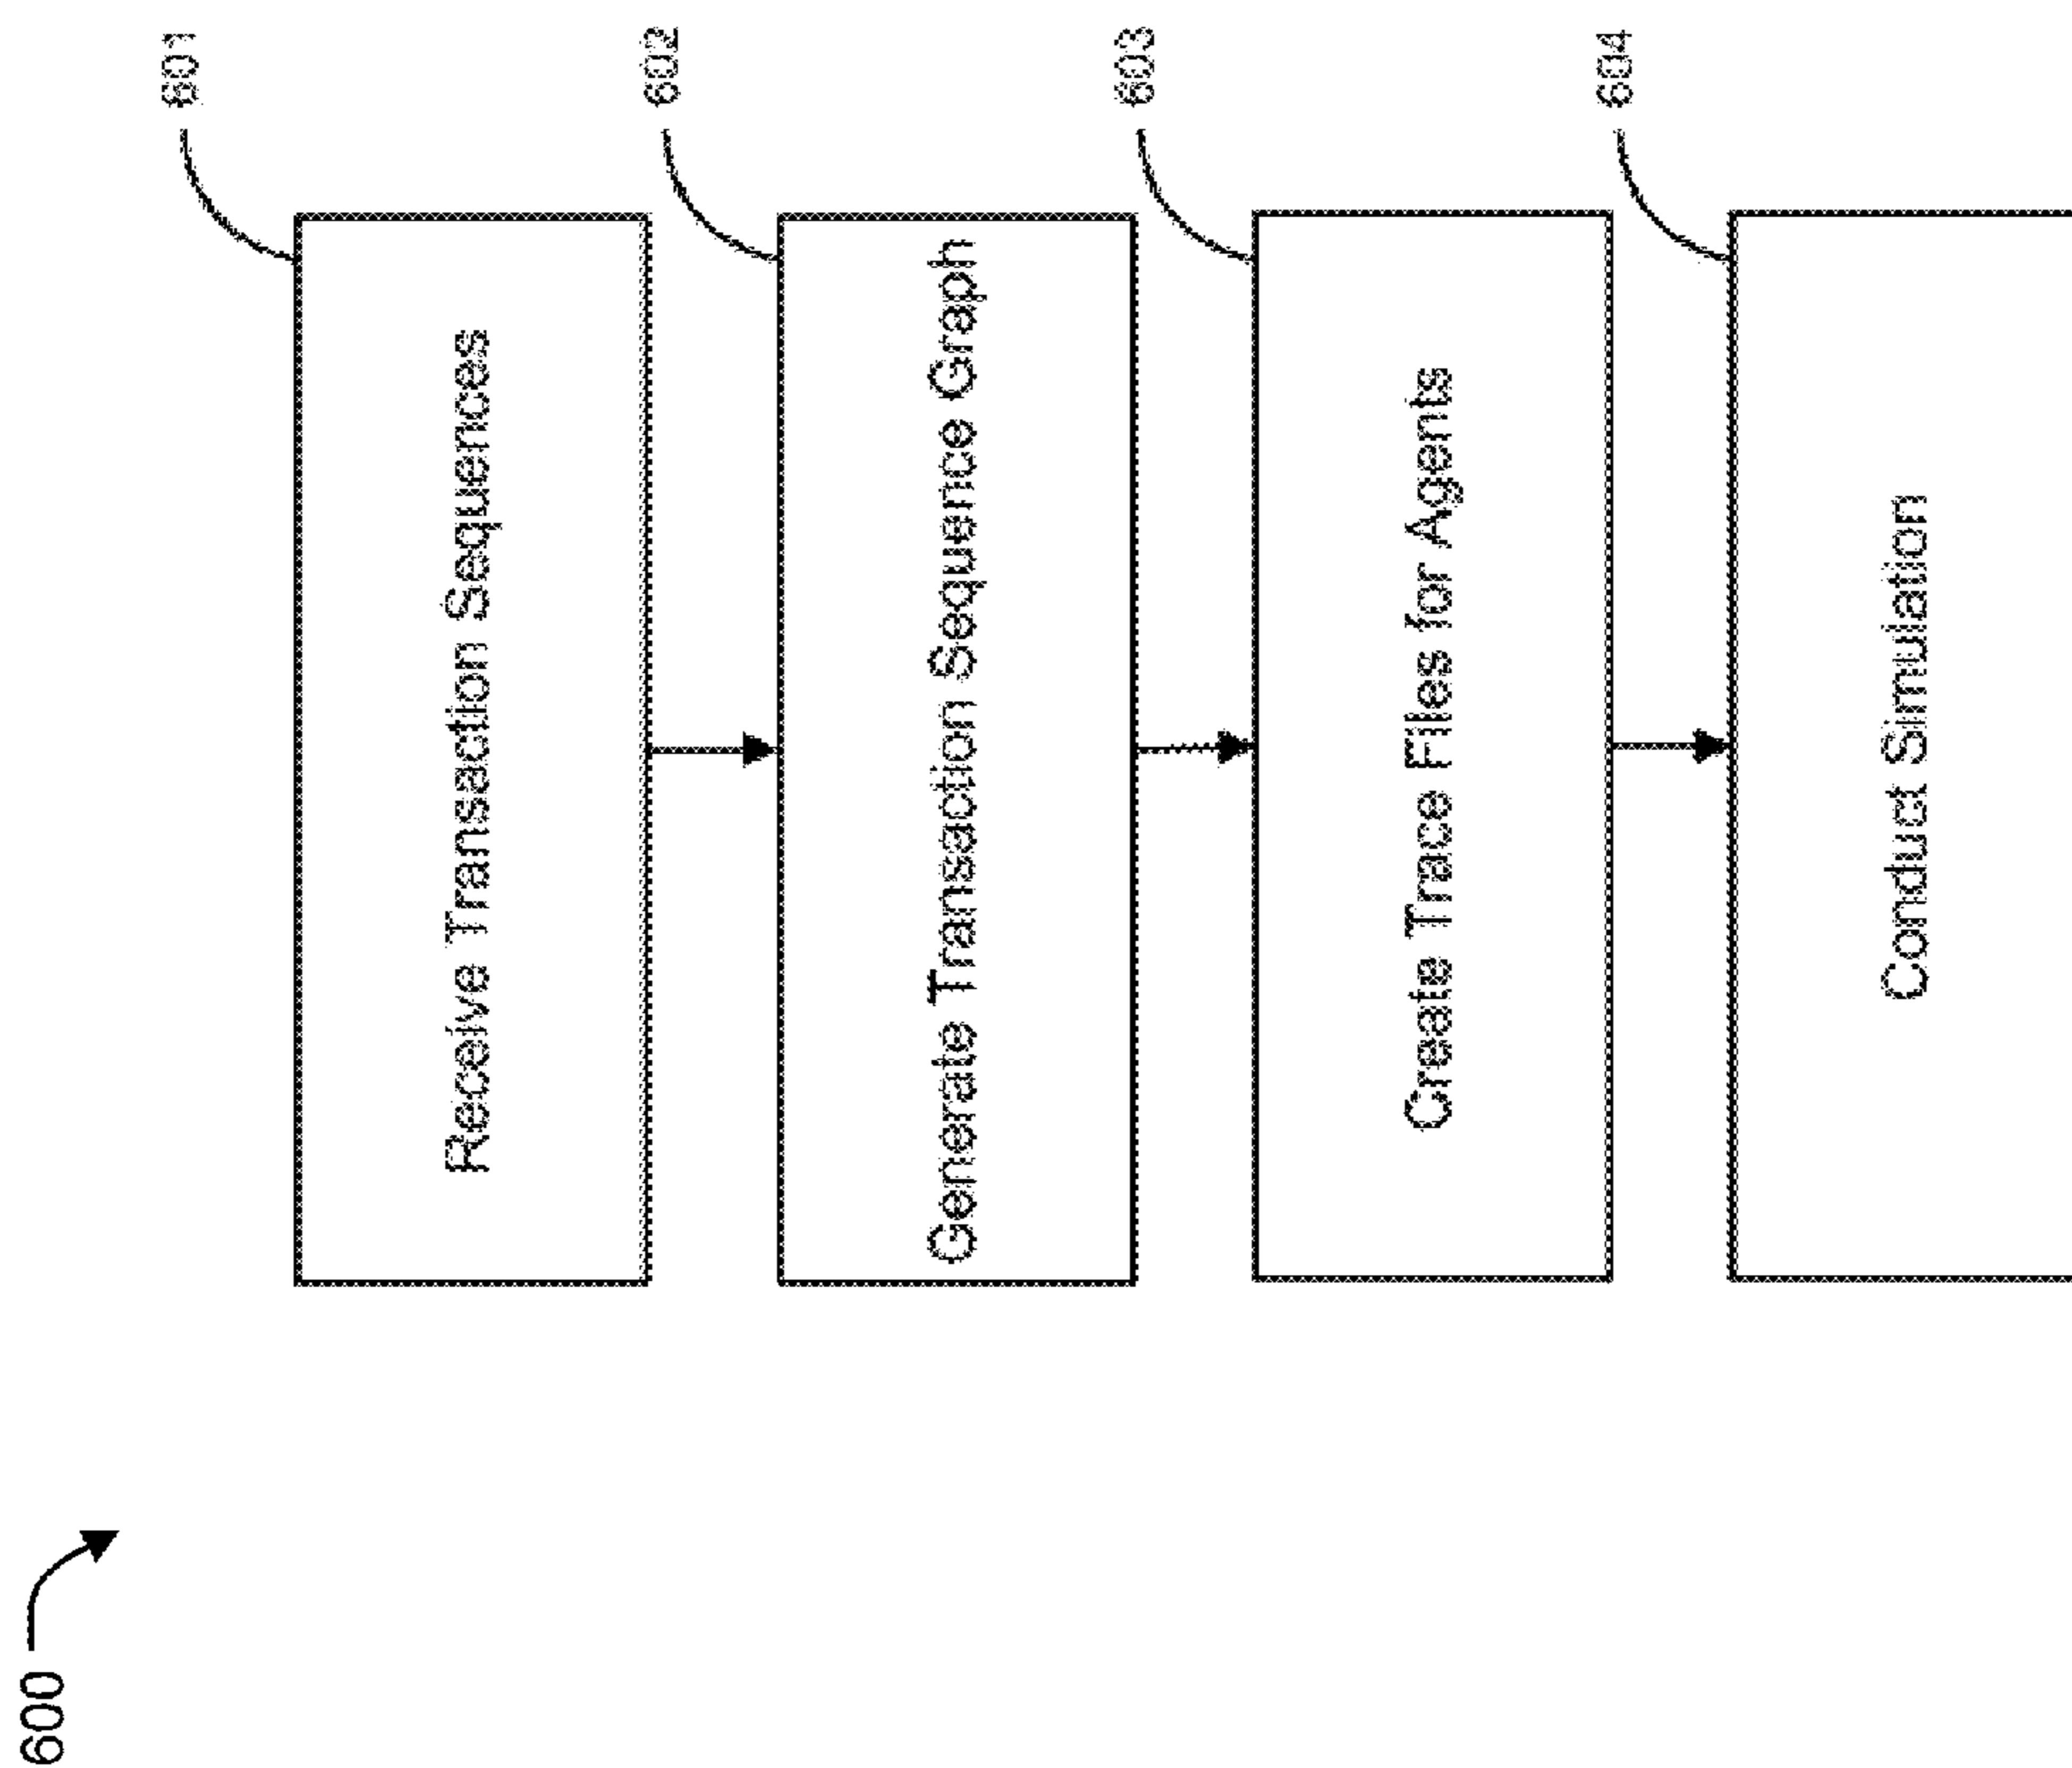 600
601
Receive Transaction Sequences
602
Generate Transaction Sequence Graph
603
Create Trace Files for Agents
604
Conduct Simulation